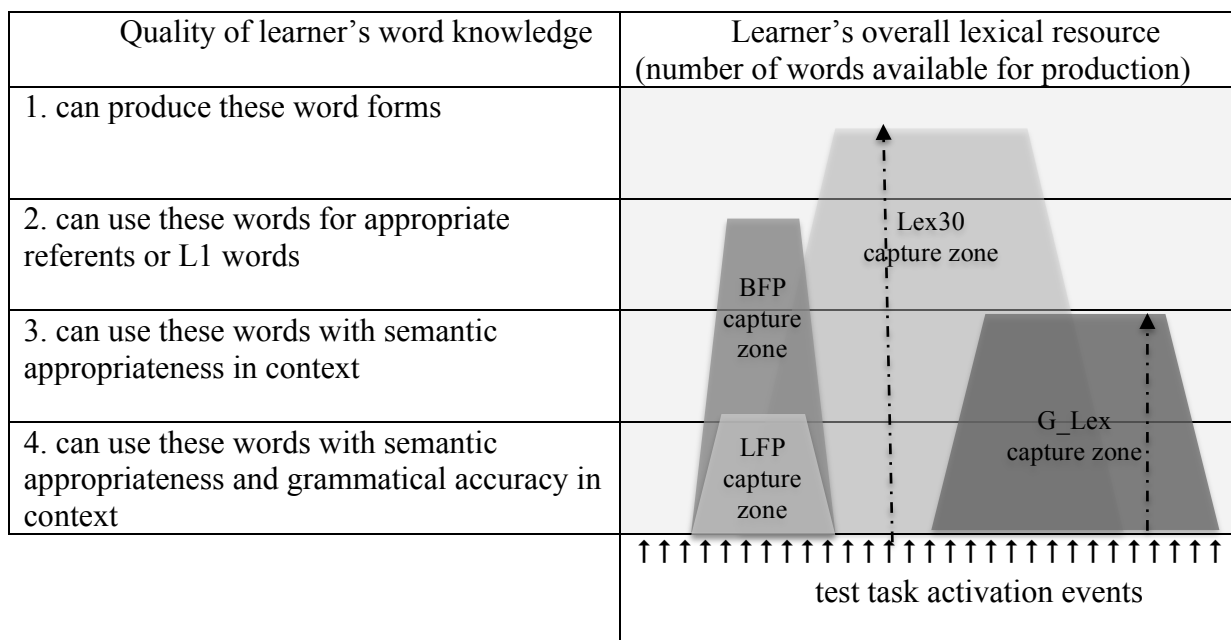 Quality of learner’s word knowledge
Learner’s overall lexical resource
(number of words available for production)
1. can produce these word forms
2. can use these words for appropriate
referents or L1 words
3. can use these words with semantic
appropriateness in context
4. can use these words with semantic
appropriateness and grammatical accuracy in
context
Lex30
capture zone
BFP
capture
zone
G_Lex
capture zone
LFP
capture
zone
test task activation events